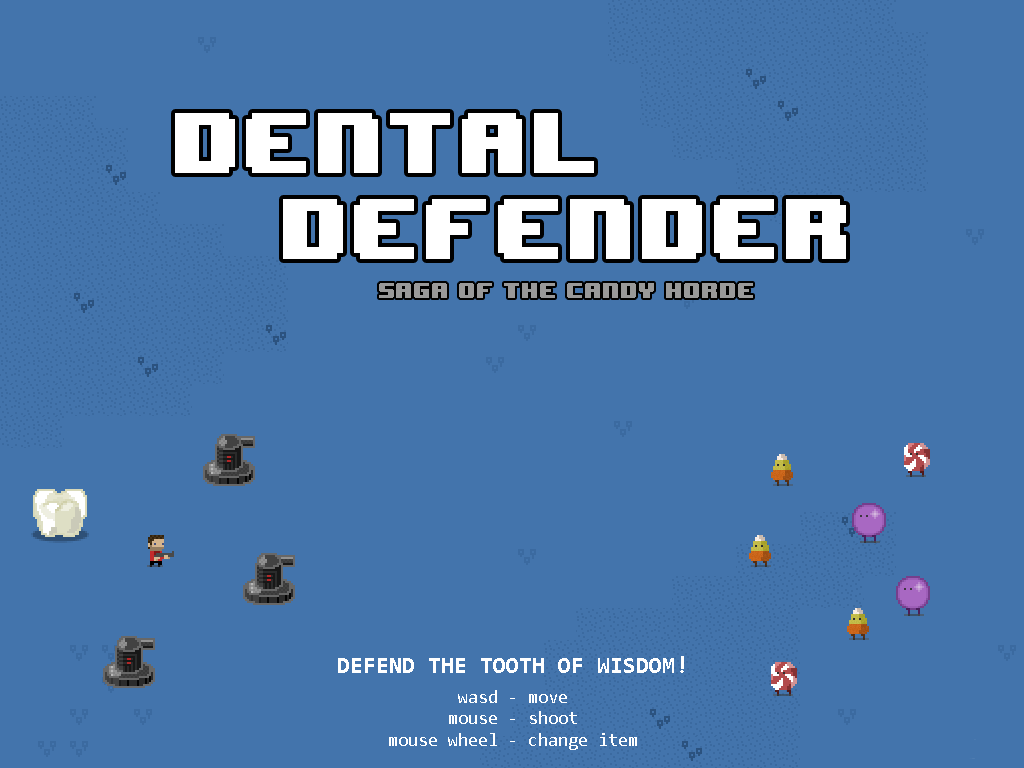 DENTAL
DEFENDER
SAGA OF THE CANDY HORDE
DEFEND THE TOOTH OF WISDOM!
wasd - move
mouse - shoot
mouse wheel - change item